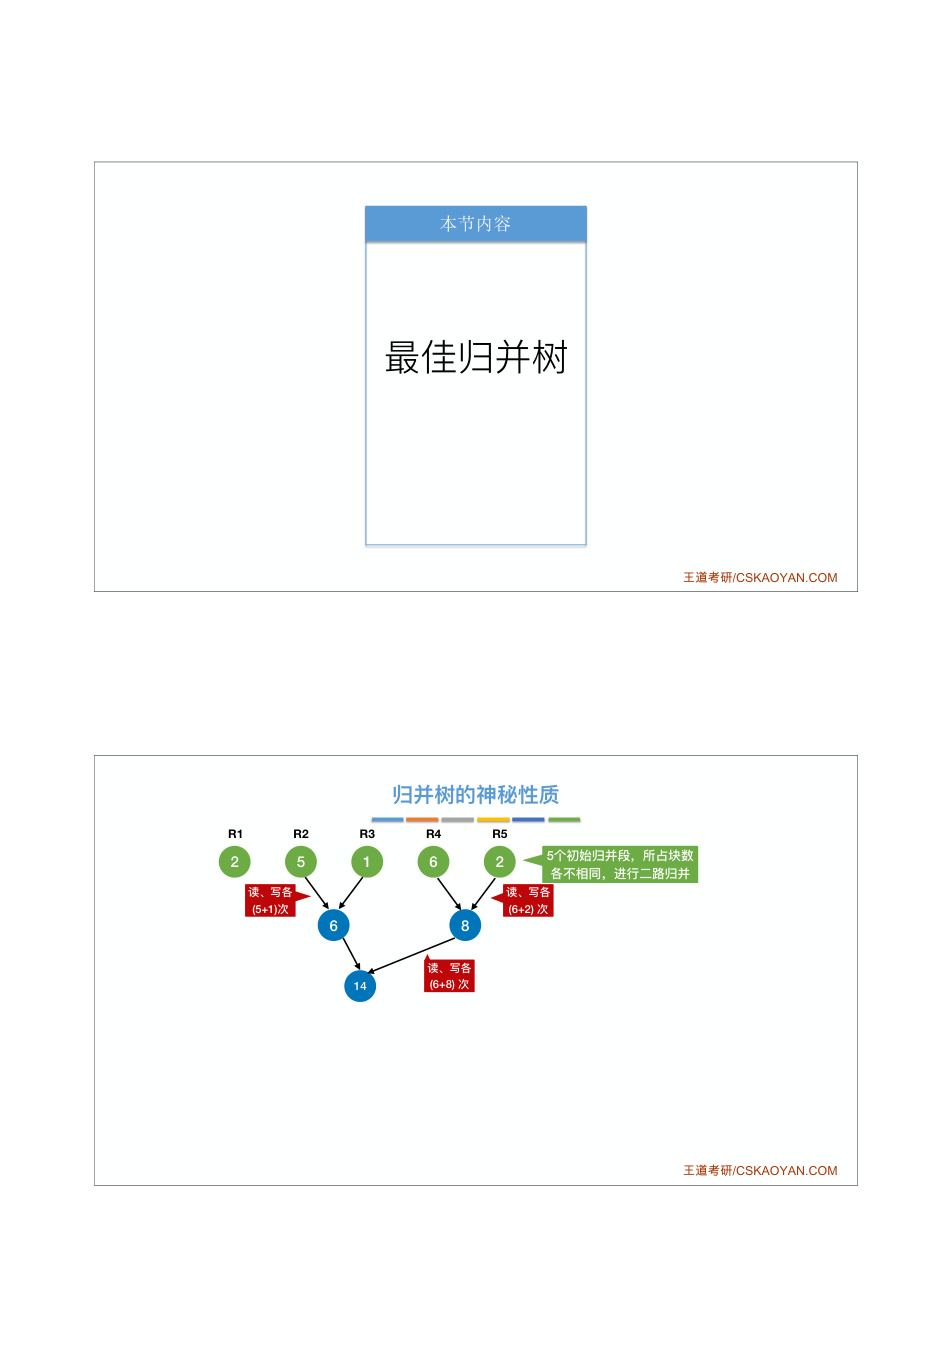 本节内容
最佳归并树
王道考研/CSKAOYAN.COM
归并树的神秘性质
R1 R2 R3 R4 R5
2 5 1 6 2
5个初始归并段，所占块数
各不相同，进行二路归并
读、写各
(5+1)次
读、写各
(6+2) 次
6 8
读、写各
(6+8) 次
14
王道考研/CSKAOYAN.COM